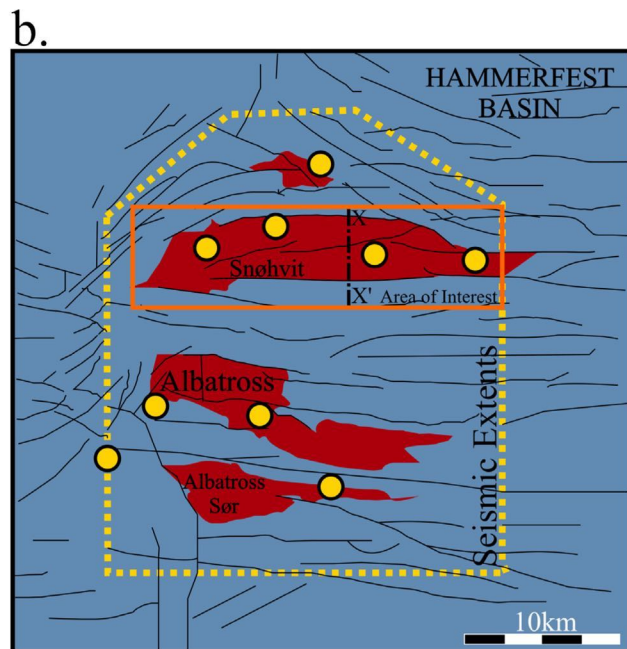 b.
HAMMERFEST
BASIN
X
Snøhvit
X' Area of Interest
Albatross
Albatross
Sør
Seismic Extents
10km